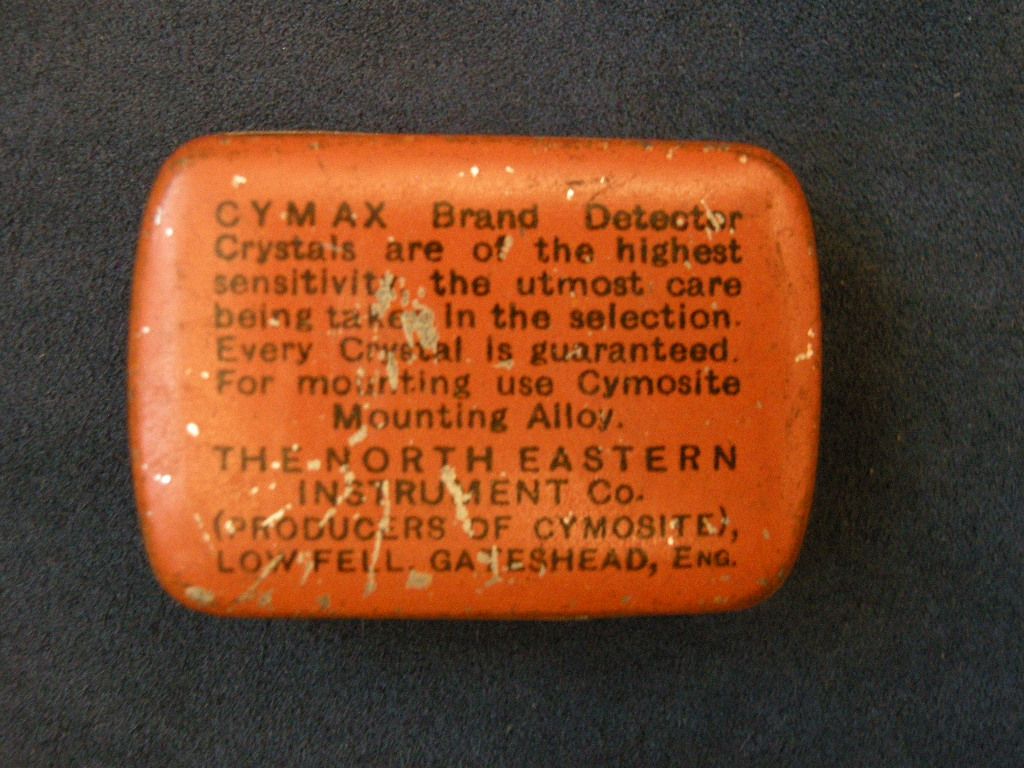 CYMAX Brand Detector
Crystals are of the highest
sensitivity the utmost care
being taken in the selection.
Every Crystal is guaranteed.
For mounting use Cymosite
Mounting Alloy.
THE NORTH EASTERN
INSTRUMENT Co.
(PRODUCERS OF CYMOSITE),
LOW FELL. GATESHEAD, ENG.